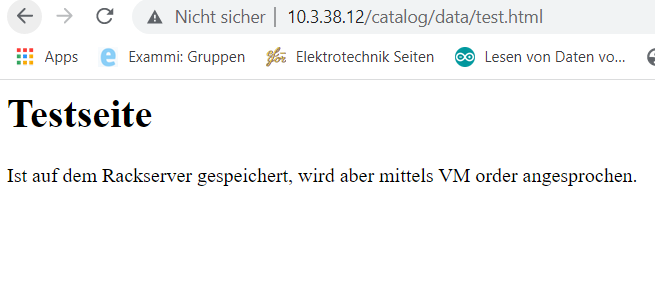 Nicht sicher | 10.3.38.12/catalog/data/test.html
Apps Exammi: Gruppen Elektrotechnik Seiten Lesen von Daten vo...
Testseite
Ist auf dem Rackserver gespeichert, wird aber mittels VM order angesprochen.